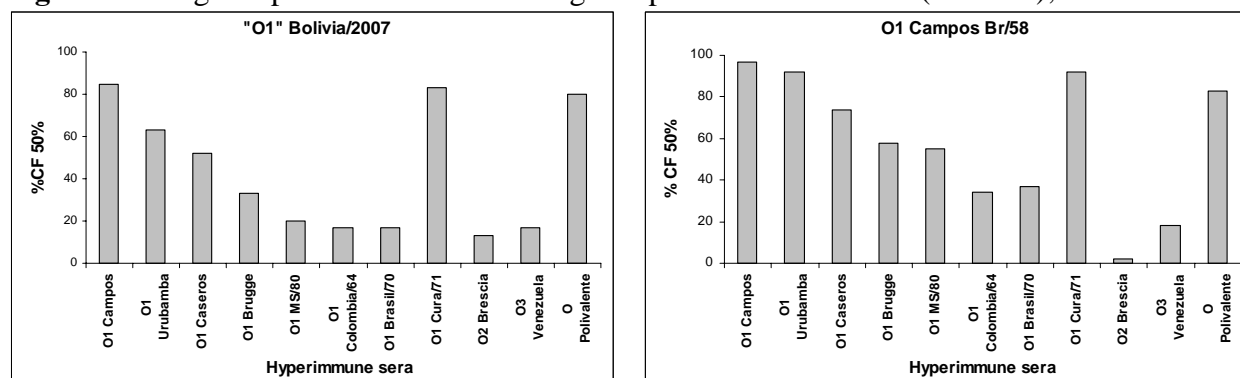 "O1" Bolivia/2007
%CF 50%
100
80
60
40
20
0
O1 Campos
O1
Urubamba
O1 Caseros
O1 Brugge
O1 MS/80
O1
Colombia/64
O1 Brasil/70
O1 Cura/71
O2 Brescia
O3
Venezuela
O
Polivalente
Hyperimmune sera
O1 Campos Br/58
% CF 50%
100
80
60
40
20
0
O1 Campos
O1
Urubamba
O1 Caseros
O1 Brugge
O1 MS/80
O1
Colombia/64
O1 Brasil/70
O1 Cura/71
O2 Brescia
O3
Venezuela
O
Polivalente
Hyperimmune sera